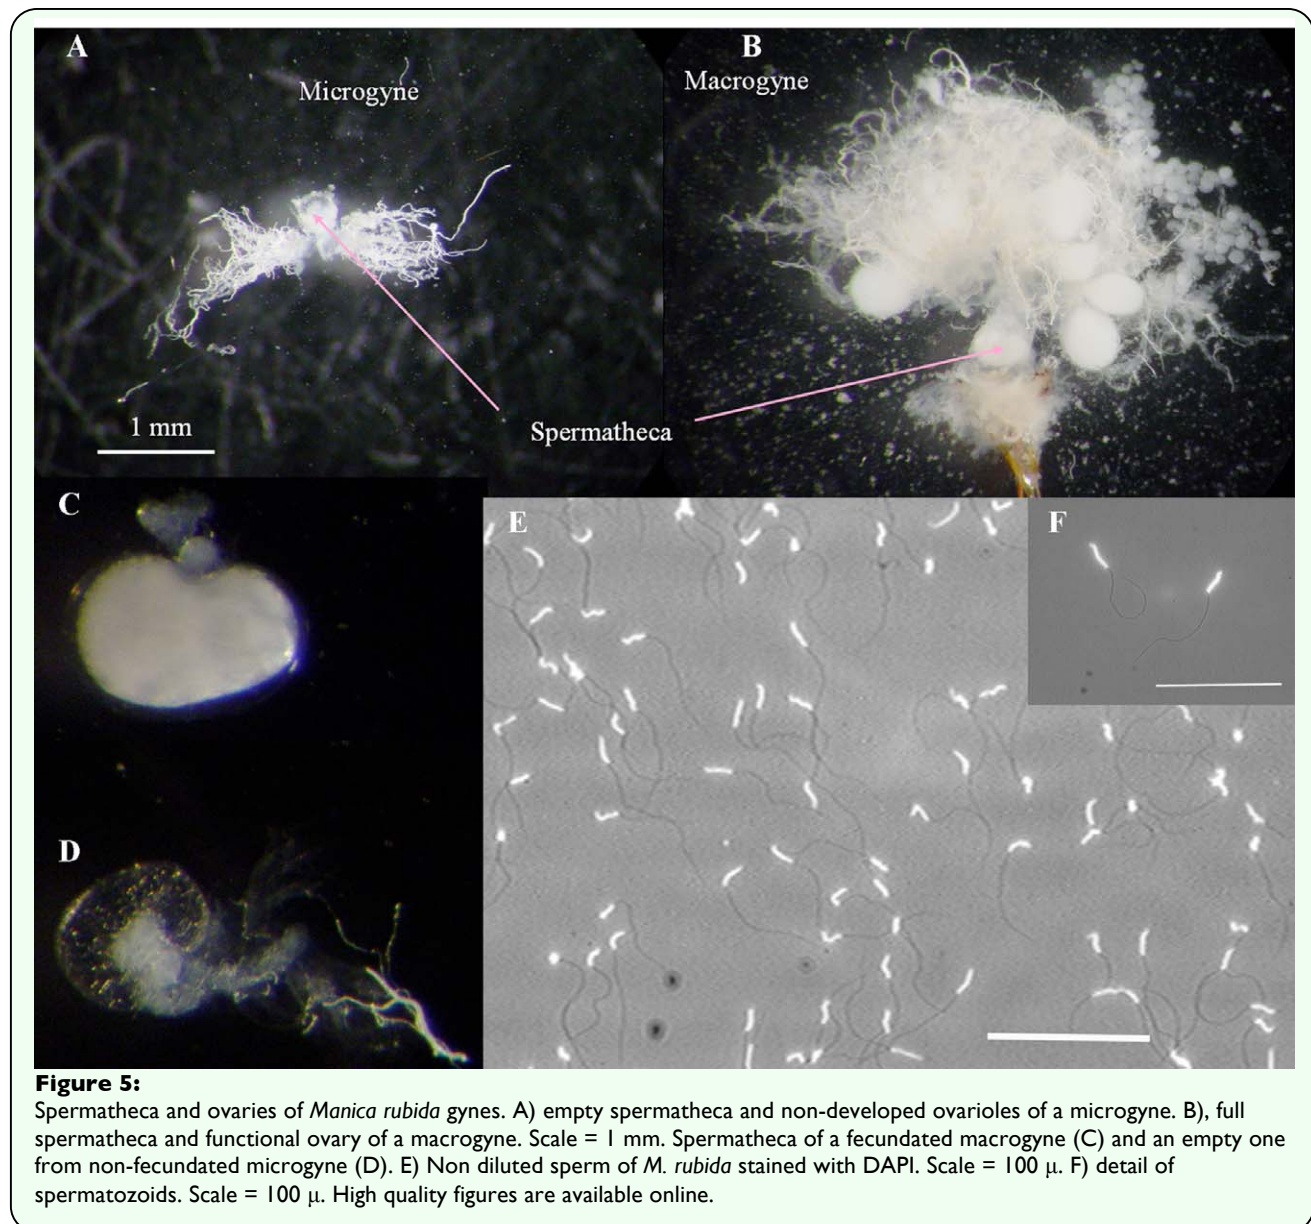 A
Microgyne
B
Macrogyne
1 mm
Spermatheca
C
D
E
F
Figure 5:
Spermatheca and ovaries of Manica rubida gynes. A) empty spermatheca and non-developed ovarioles of a microgyne. B), full
spermatheca and functional ovary of a macrogyne. Scale = 1 mm. Spermatheca of a fecundated macrogyne (C) and an empty one
from non-fecundated microgyne (D). E) Non diluted sperm of M. rubida stained with DAPI. Scale = 100 μ. F) detail of
spermatozoids. Scale = 100 μ. High quality figures are available online.